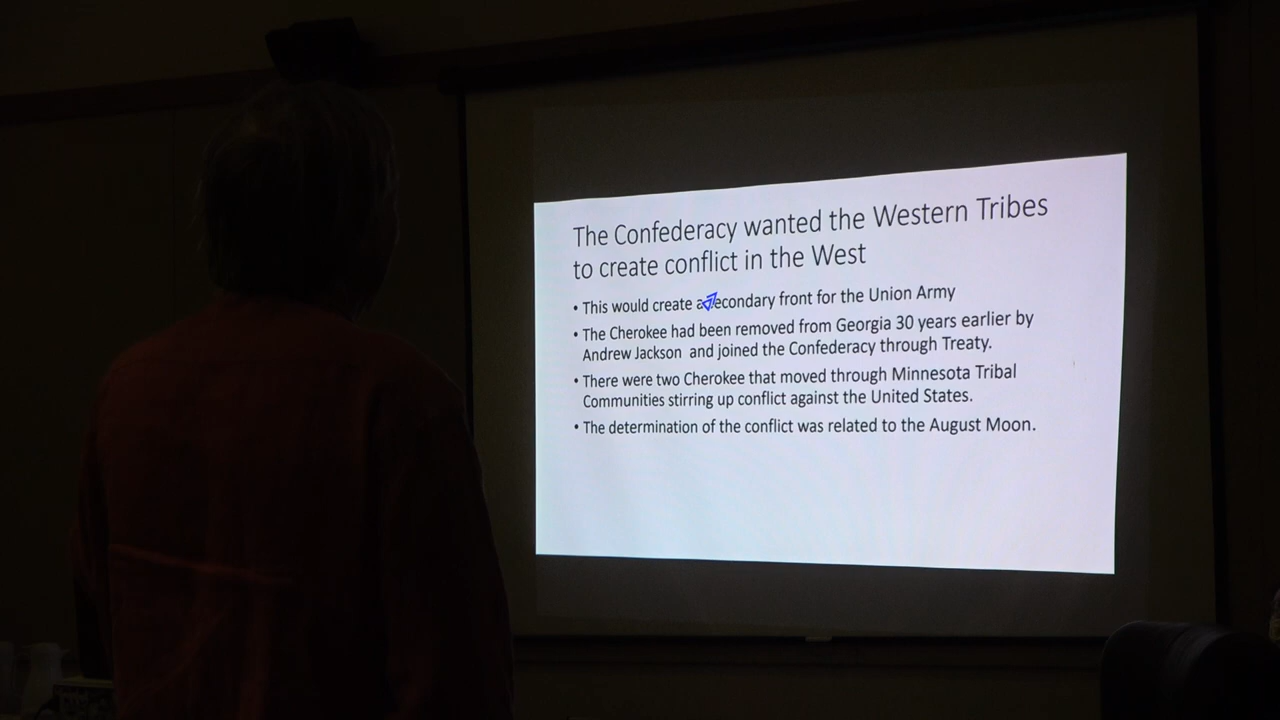 The Confederacy wanted the Western Tribes
to create conflict in the West
• This would create a secondary front for the Union Army
• The Cherokee had been removed from Georgia 30 years earlier by
Andrew Jackson and joined the Confederacy through Treaty.
• There were two Cherokee that moved through Minnesota Tribal
Communities stirring up conflict against the United States.
• The determination of the conflict was related to the August Moon.